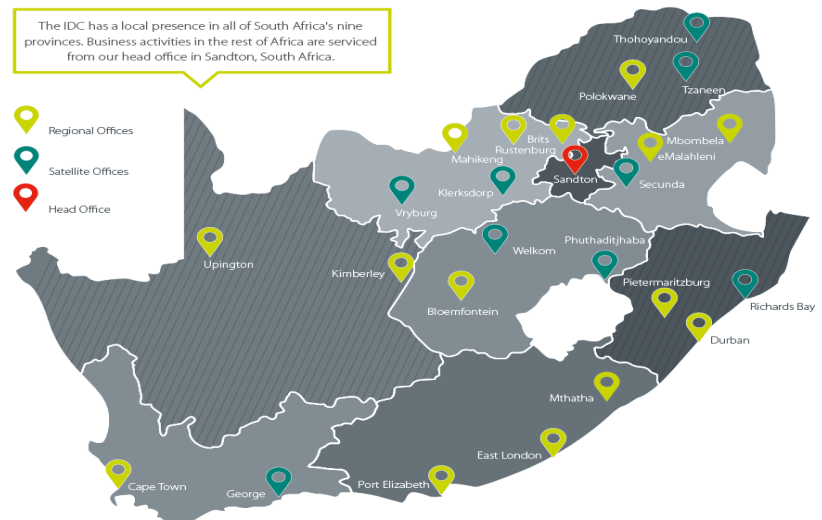 The IDC has a local presence in all of South Africa's nine
provinces. Business activities in the rest of Africa are serviced
from our head office in Sandton, South Africa.
Regional Offices
Satellite Offices
Head Office
Thohoyandou
Tzaneen
Polokwane
Mbombela
eMalahleni
Brits
Rustenburg
Mahikeng
Sandton
Secunda
Klerksdorp
Vryburg
Upington
Kimberley
Welkom
Phuthaditjhaba
Bloemfontein
Pietermaritzburg
Richards Bay
Durban
Mthatha
East London
Port Elizabeth
George
Cape Town